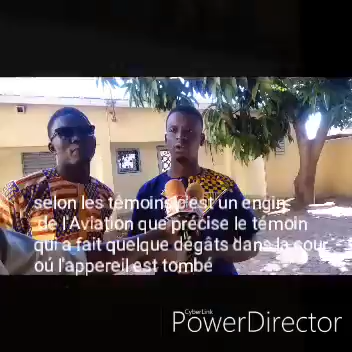 selon les témoins c'est un engin
de l'Aviation que précise le témoin
qui a fait quelque dégâts dans la cour
où l'appereil est tombé
CyberLink
PowerDirector